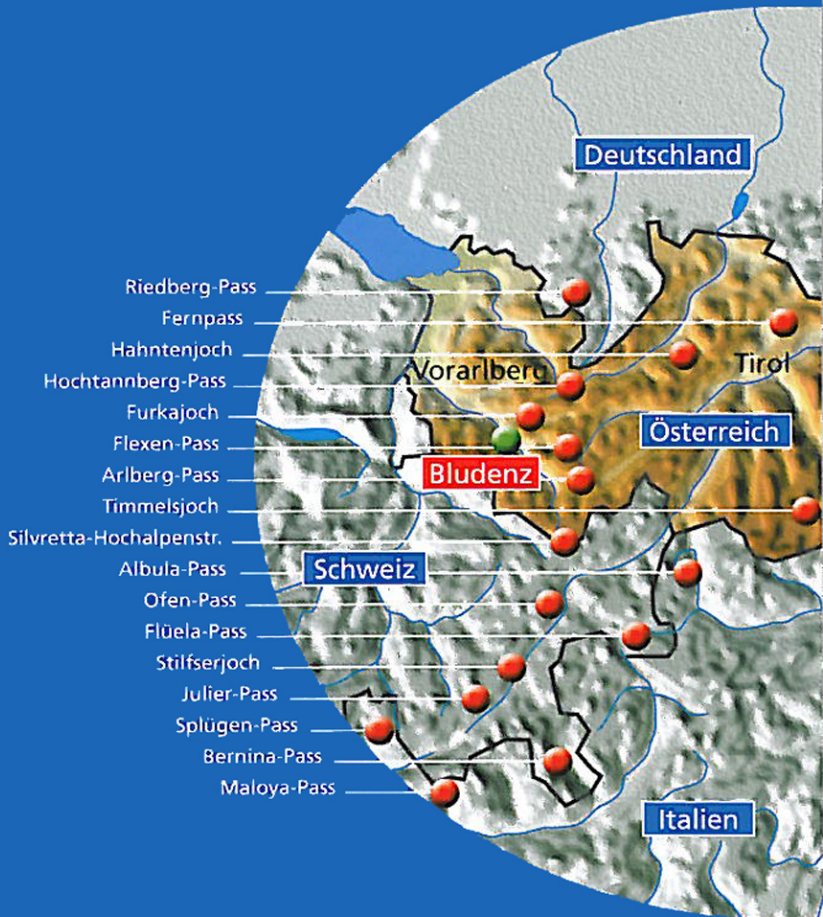 Deutschland
Riedberg-Pass
Fernpass
Hahntenjoch
Vorarlberg
Tirol
Hochtannberg-Pass
Furkajoch
Flexen-Pass
Österreich
Arlberg-Pass
Bludenz
Timmelsjoch
Silvretta-Hochalpenstr.
Albula-Pass
Schweiz
Ofen-Pass
Flüela-Pass
Stilfserjoch
Julier-Pass
Splügen-Pass
Bernina-Pass
Maloya-Pass
Italien